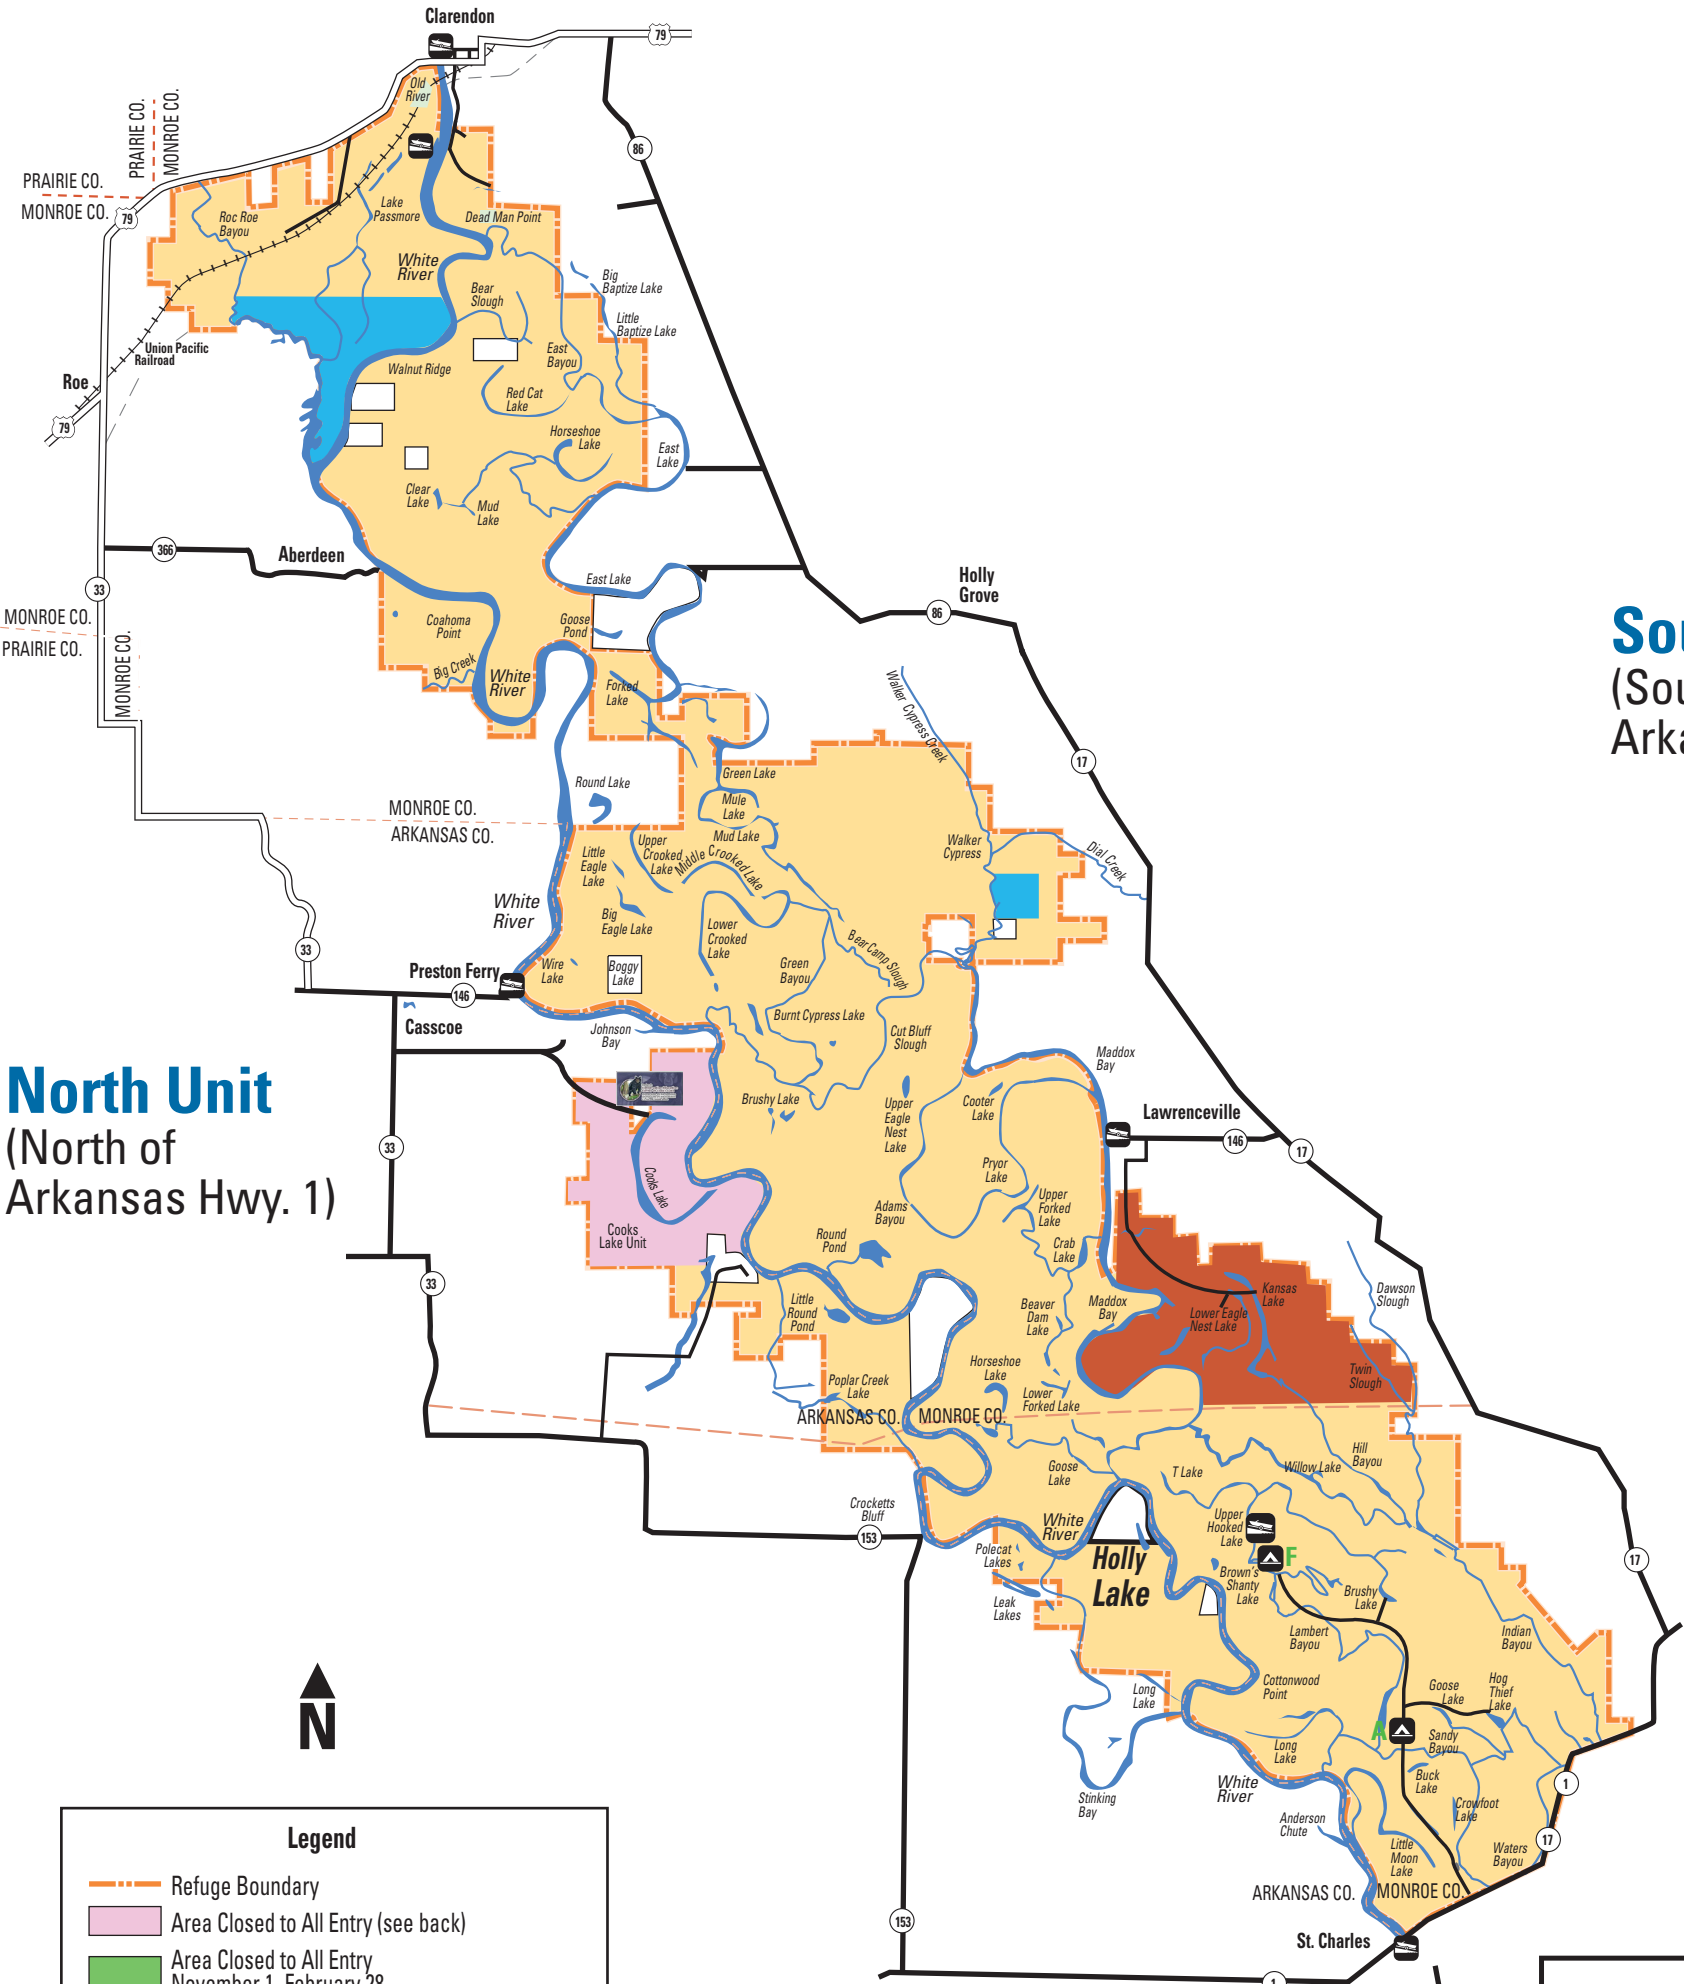 Clarendon
79
Old
River
PRAIRIE CO.
MONROE CO.
86
PRAIRIE CO.
MONROE CO.
79
Roc Roe
Bayou
Lake
Passmore
Dead Man Point
White
River
Big
Baptize Lake
Bear
Slough
Little
Baptize Lake
Union Pacific
Railroad
East
Bayou
Walnut Ridge
Roe
Red Cat
Lake
79
Horseshoe
Lake
East
Lake
Clear
Lake
Mud
Lake
366
Aberdeen
33
East Lake
Holly
Grove
86
MONROE CO.
PRAIRIE CO.
MONROE CO.
Coahoma
Point
Goose
Pond
Big Creek
White
River
Forked
Lake
Walker Cypress Creek
Sou
(Sou
Arka
17
Green Lake
Round Lake
Mule
Lake
MONROE CO.
ARKANSAS CO.
Mud Lake
Upper
Crooked
Lake
Middle Crooked Lake
Little
Eagle
Lake
Walker
Cypress
Dial Creek
White
River
Big
Eagle Lake
Lower
Crooked
Lake
Bear Camp Slough
33
Preston Ferry
Wire
Lake
Boggy
Lake
Green
Bayou
146
Casscoe
Johnson
Bay
Burnt Cypress Lake
Cut Bluff
Slough
Maddox
Bay
North Unit
(North of
Arkansas Hwy. 1)
Brushy Lake
Upper
Eagle
Nest
Lake
Cooter
Lake
Lawrenceville
146
17
33
Cooks Lake
Pryor
Lake
Adams
Bayou
Upper
Forked
Lake
Cooks
Lake Unit
Round
Pond
Crab
Lake
33
Little
Round
Pond
Beaver
Dam
Lake
Maddox
Bay
Kansas
Lake
Lower Eagle
Nest Lake
Dawson
Slough
Horseshoe
Lake
Twin
Slough
Poplar Creek
Lake
Lower
Forked Lake
ARKANSAS CO.
MONROE CO.
Goose
Lake
T Lake
Willow Lake
Hill
Bayou
Crocketts
Bluff
153
White
River
Upper
Hooked
Lake
Polecat
Lakes
Holly
Lake
F
17
Brown's
Shanty
Lake
Brushy
Lake
Leak
Lakes
Lambert
Bayou
Indian
Bayou
Cottonwood
Point
Long
Lake
Goose
Lake
Hog
Thief
Lake
A
Sandy
Bayou
Long
Lake
White
River
Buck
Lake
1
Stinking
Bay
Crowfoot
Lake
Anderson
Chute
17
Little
Moon
Lake
Waters
Bayou
ARKANSAS CO.
MONROE CO.
153
St. Charles
1
N
Legend
Refuge Boundary
Area Closed to All Entry (see back)
Area Closed to All Entry
November 1-February 28